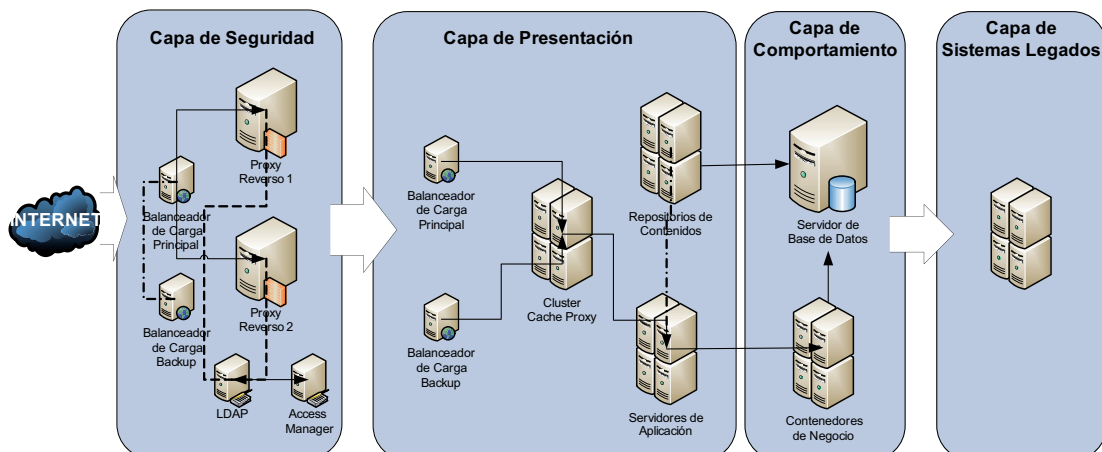 INTERNET
Capa de Seguridad
Proxy
Reverso 1
Balanceador
de Carga
Principal
Proxy
Reverso 2
Balanceador
de Carga
Backup
LDAP
Access
Manager
Capa de Presentación
Balanceador
de Carga
Principal
Cluster
Cache Proxy
Balanceador
de Carga
Backup
Repositorios de
Contenidos
Servidores de
Aplicación
Capa de
Comportamiento
Servidor de
Base de Datos
Contenedores
de Negocio
Capa de
Sistemas Legados